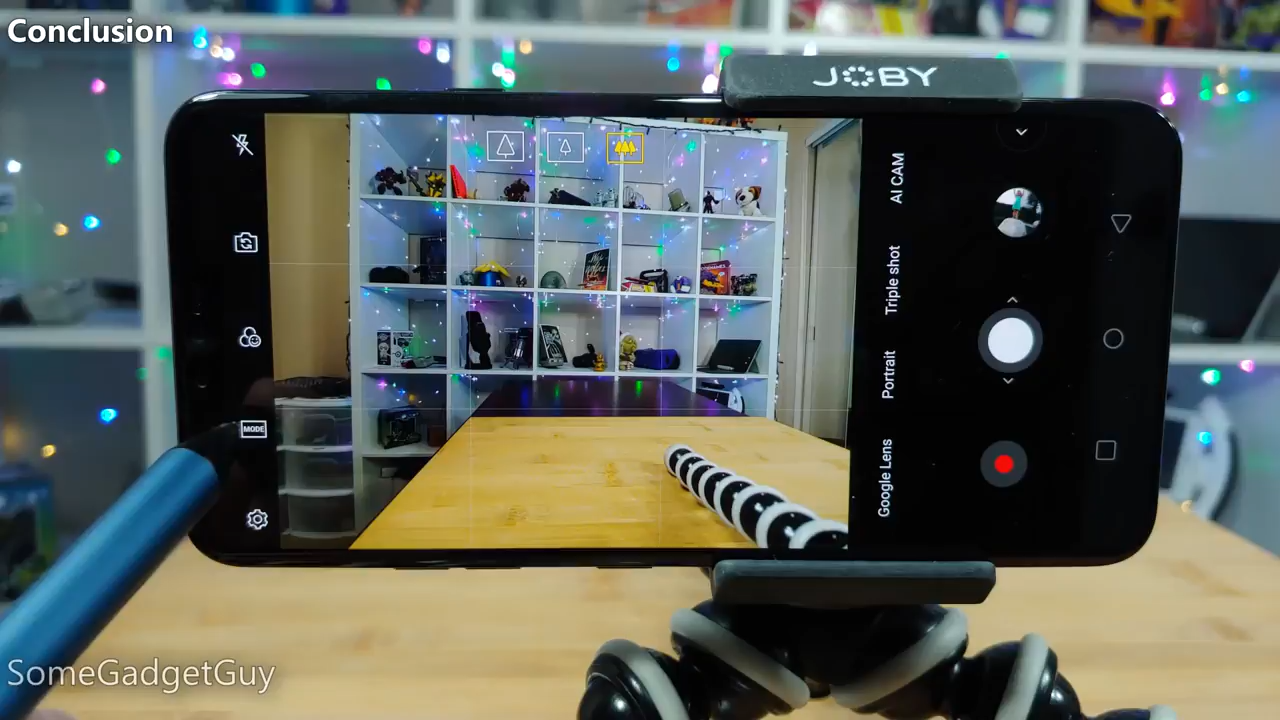 Conclusion
JOBY
AI CAM
Triple shot
Portrait
Google Lens
MODE
SomeGadgetGuy